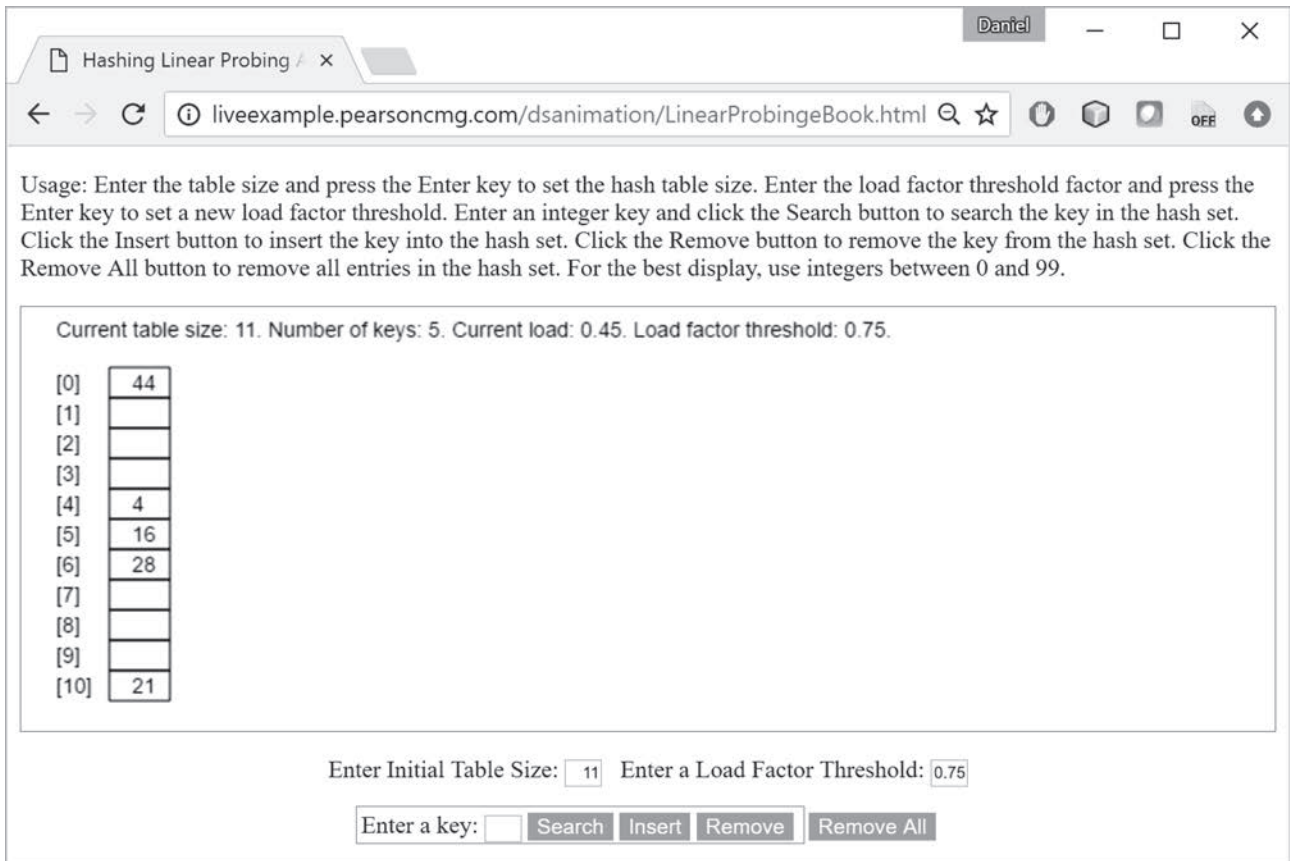 Daniel
Hashing Linear Probing A
liveexample.pearsoncmg.com/dsanimation/LinearProbingeBook.html
OFF
Usage: Enter the table size and press the Enter key to set the hash table size. Enter the load factor threshold factor and press the
Enter key to set a new load factor threshold. Enter an integer key and click the Search button to search the key in the hash set.
Click the Insert button to insert the key into the hash set. Click the Remove button to remove the key from the hash set. Click the
Remove All button to remove all entries in the hash set. For the best display, use integers between 0 and 99.
Current table size: 11. Number of keys: 5. Current load: 0.45. Load factor threshold: 0.75.
[0] 44
[1]
[2]
[3]
[4] 4
[5] 16
[6] 28
[7]
[8]
[9]
[10] 21
Enter Initial Table Size: 11 Enter a Load Factor Threshold: 0.75
Enter a key: Search Insert Remove Remove All